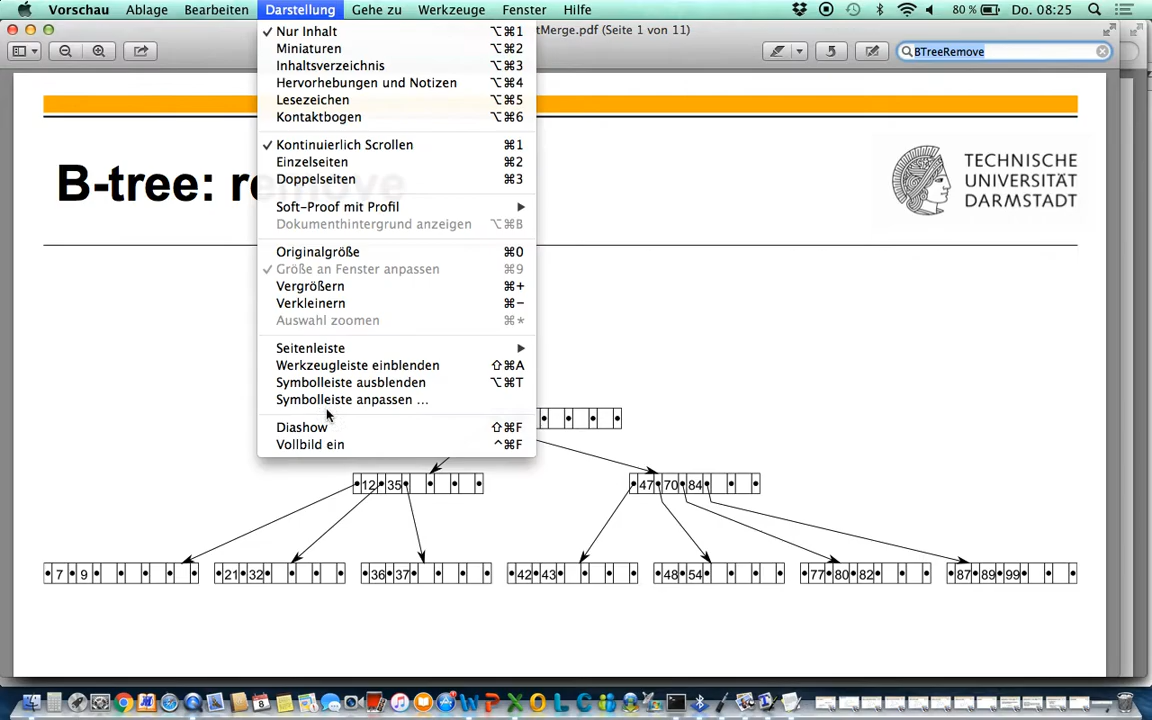 Vorschau Ablage Bearbeiten Darstellung Gehe zu Werkzeuge Fenster Hilfe 80 % Do. 08:25
tMerge.pdf (Seite 1 von 11)
BTreeRemove
Nur Inhalt ⌥⌘1
Miniaturen ⌥⌘2
Inhaltsverzeichnis ⌥⌘3
Hervorhebungen und Notizen ⌥⌘4
Lesezeichen ⌥⌘5
Kontaktbogen ⌥⌘6
Kontinuierlich Scrollen ⌘1
Einzelseiten ⌘2
Doppelseiten ⌘3
Soft-Proof mit Profil
Dokumenthintergrund anzeigen ⌥⌘B
Originalgröße ⌘0
Größe an Fenster anpassen ⌘9
Vergrößern ⌘+
Verkleinern ⌘−
Auswahl zoomen ⌘*
Seitenleiste
Werkzeugleiste einblenden ⇧⌘A
Symbolleiste ausblenden ⌥⌘T
Symbolleiste anpassen …
Diashow ⇧⌘F
Vollbild ein ^⌘F
B-tree: remove
TECHNISCHE
UNIVERSITÄT
DARMSTADT
12 35 47 70 84
7 9 21 32 36 37 42 43 48 54 77 80 82 87 89 99